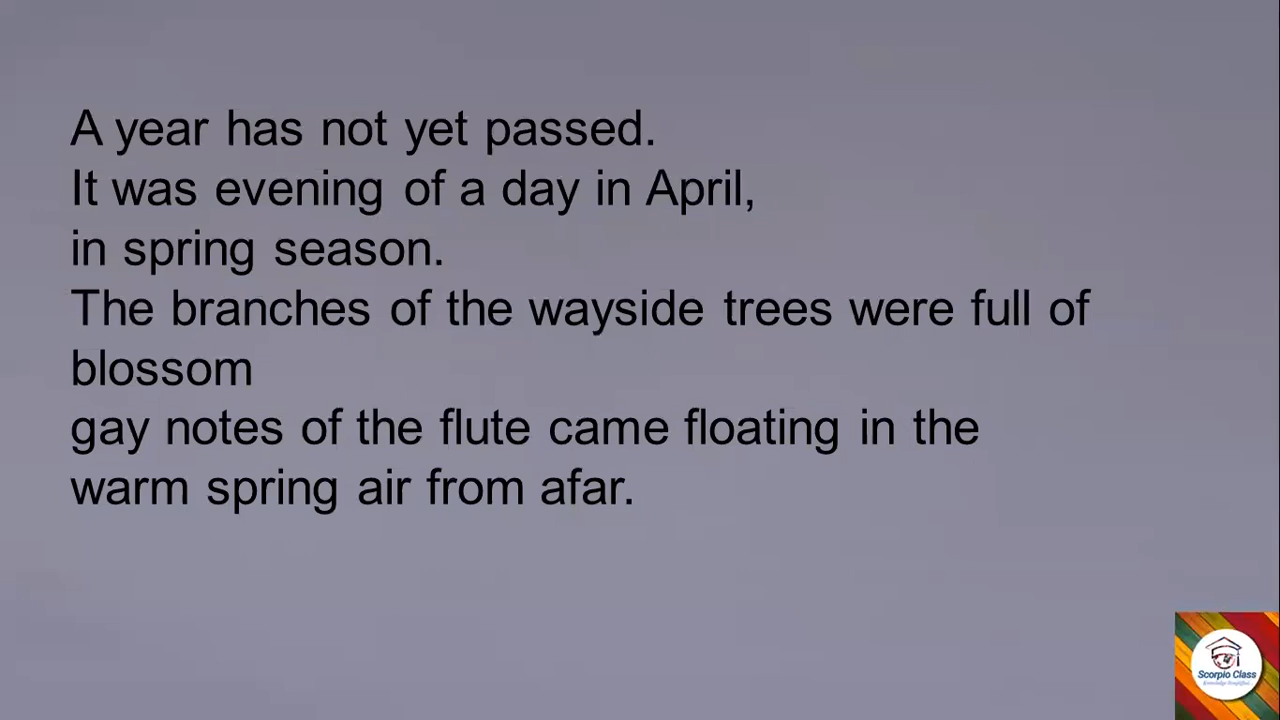 A year has not yet passed.
It was evening of a day in April,
in spring season.
The branches of the wayside trees were full of
blossom
gay notes of the flute came floating in the
warm spring air from afar.
Scorpio Class
Knowledge Simplified